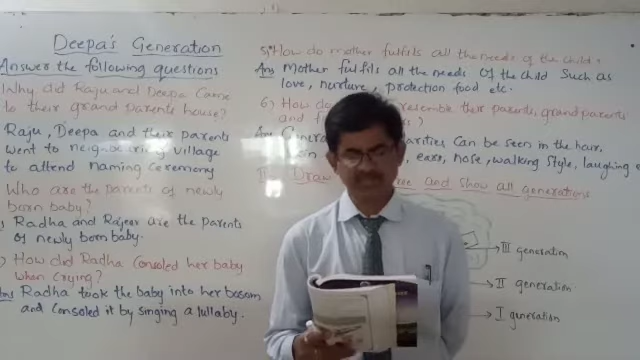 Deepa's Generation
Answer the following questions
Why did Raju and Deepa Came
to their grand parents house?
Raju, Deepa and their parents
went to neighbouring village
to attend naming ceremony
Who are the parents of newly
born baby?
Radha and Rajeev are the parents
of newly born baby.
How did Radha Consoled her baby
when crying?
Ans Radha took the baby into her bosom
and Consoled it by singing a lullaby.
5. How do mother fulfils all the needs of the child?
Ans Mother fulfils all the needs of the child such as
love, nurture, protection food etc.
6) How do resemble their parents, grand parents
and ?
Ans Can be seen in the hair,
ears, nose, walking style, laughing
II Draw and show all generations
III generation
II generation
I generation